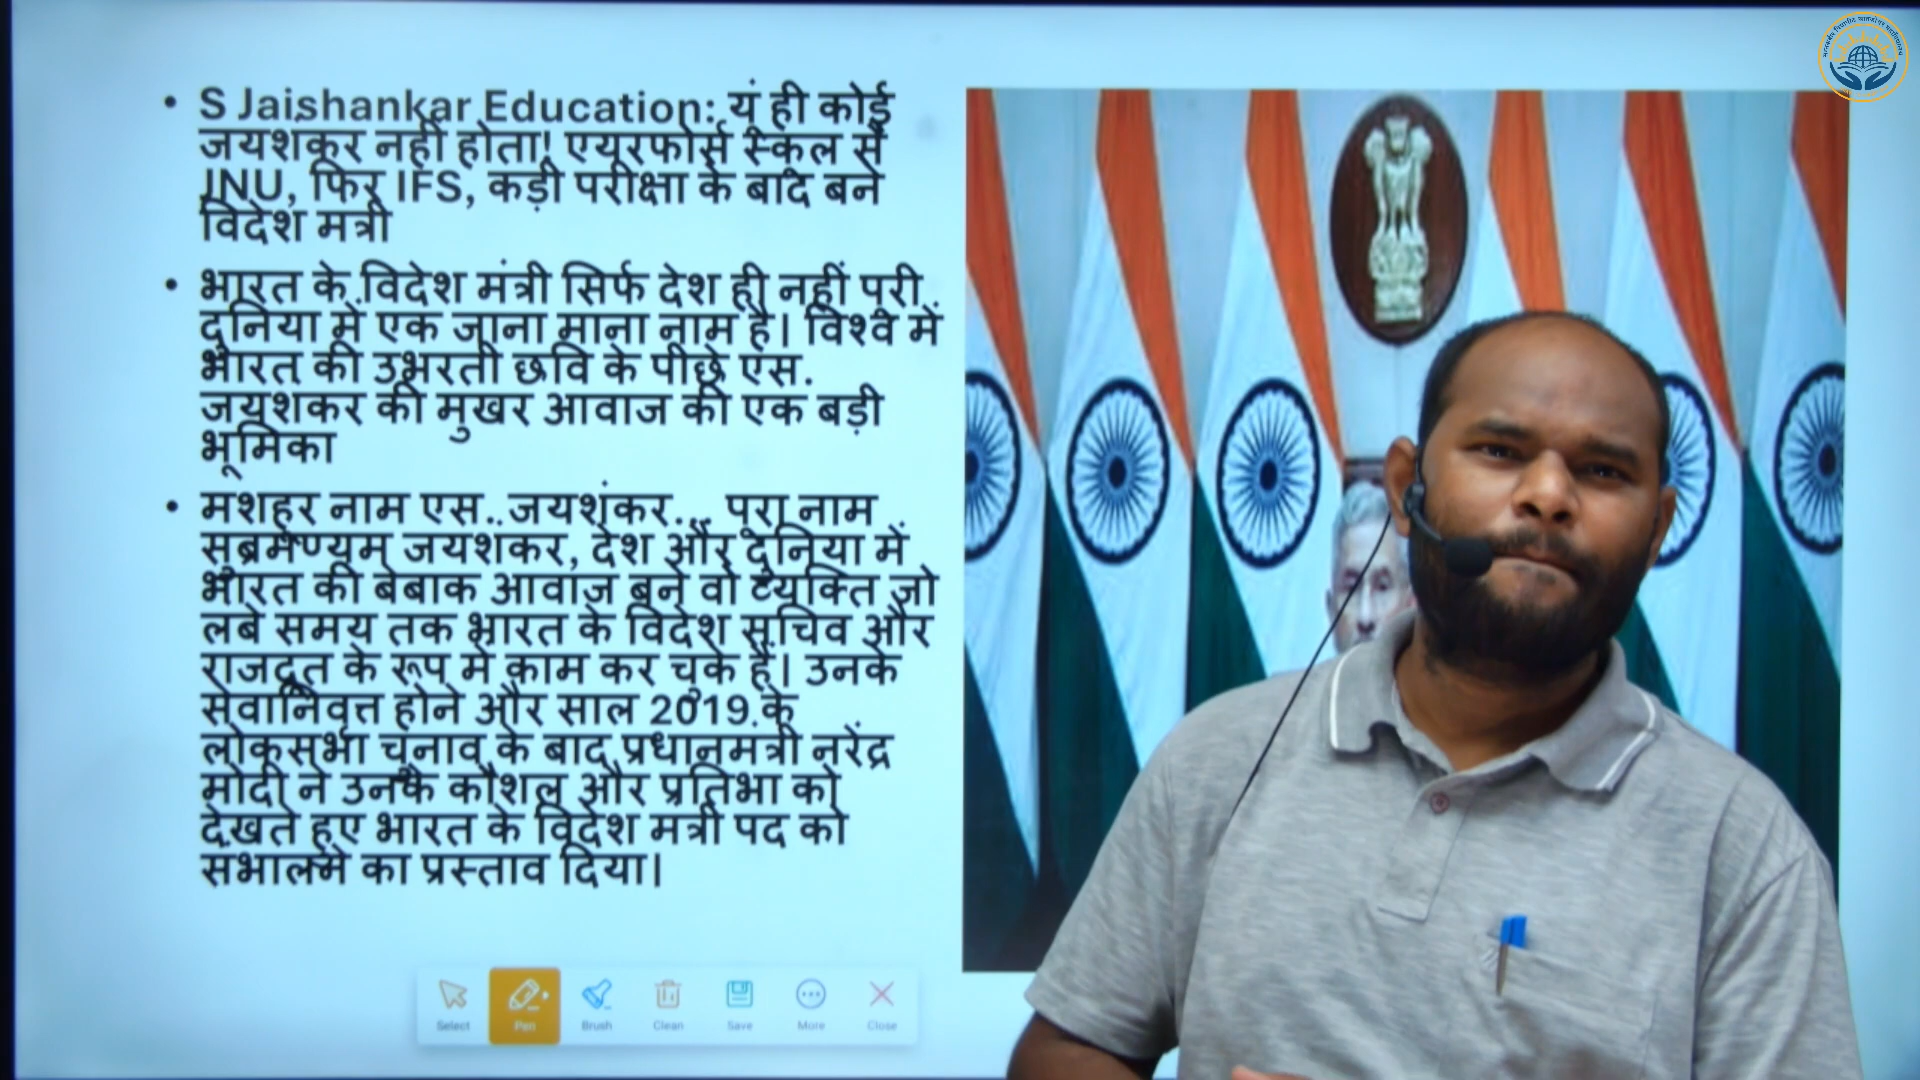 S Jaishankar Education: यूं ही कोई
जयशंकर नहीं होता! एयरफोर्स स्कूल से
JNU, फिर IFS, कड़ी परीक्षा के बाद बने
विदेश मंत्री
भारत के विदेश मंत्री सिर्फ देश ही नहीं पूरी
दुनिया में एक जाना माना नाम है। विश्व में
भारत की उभरती छवि के पीछे एस.
जयशंकर की मुखर आवाज की एक बड़ी
भूमिका
मशहूर नाम एस. जयशंकर... पूरा नाम
सुब्रमण्यम जयशंकर, देश और दुनिया में
भारत की बेबाक आवाज बने वो व्यक्ति जो
लंबे समय तक भारत के विदेश सचिव और
राजदूत के रूप में काम कर चुके हैं। उनके
सेवानिवृत्त होने और साल 2019 के
लोकसभा चुनाव के बाद प्रधानमंत्री नरेंद्र
मोदी ने उनके कौशल और प्रतिभा को
देखते हुए भारत के विदेश मंत्री पद को
संभालने का प्रस्ताव दिया।
Select Pen Brush Clean Save More Close